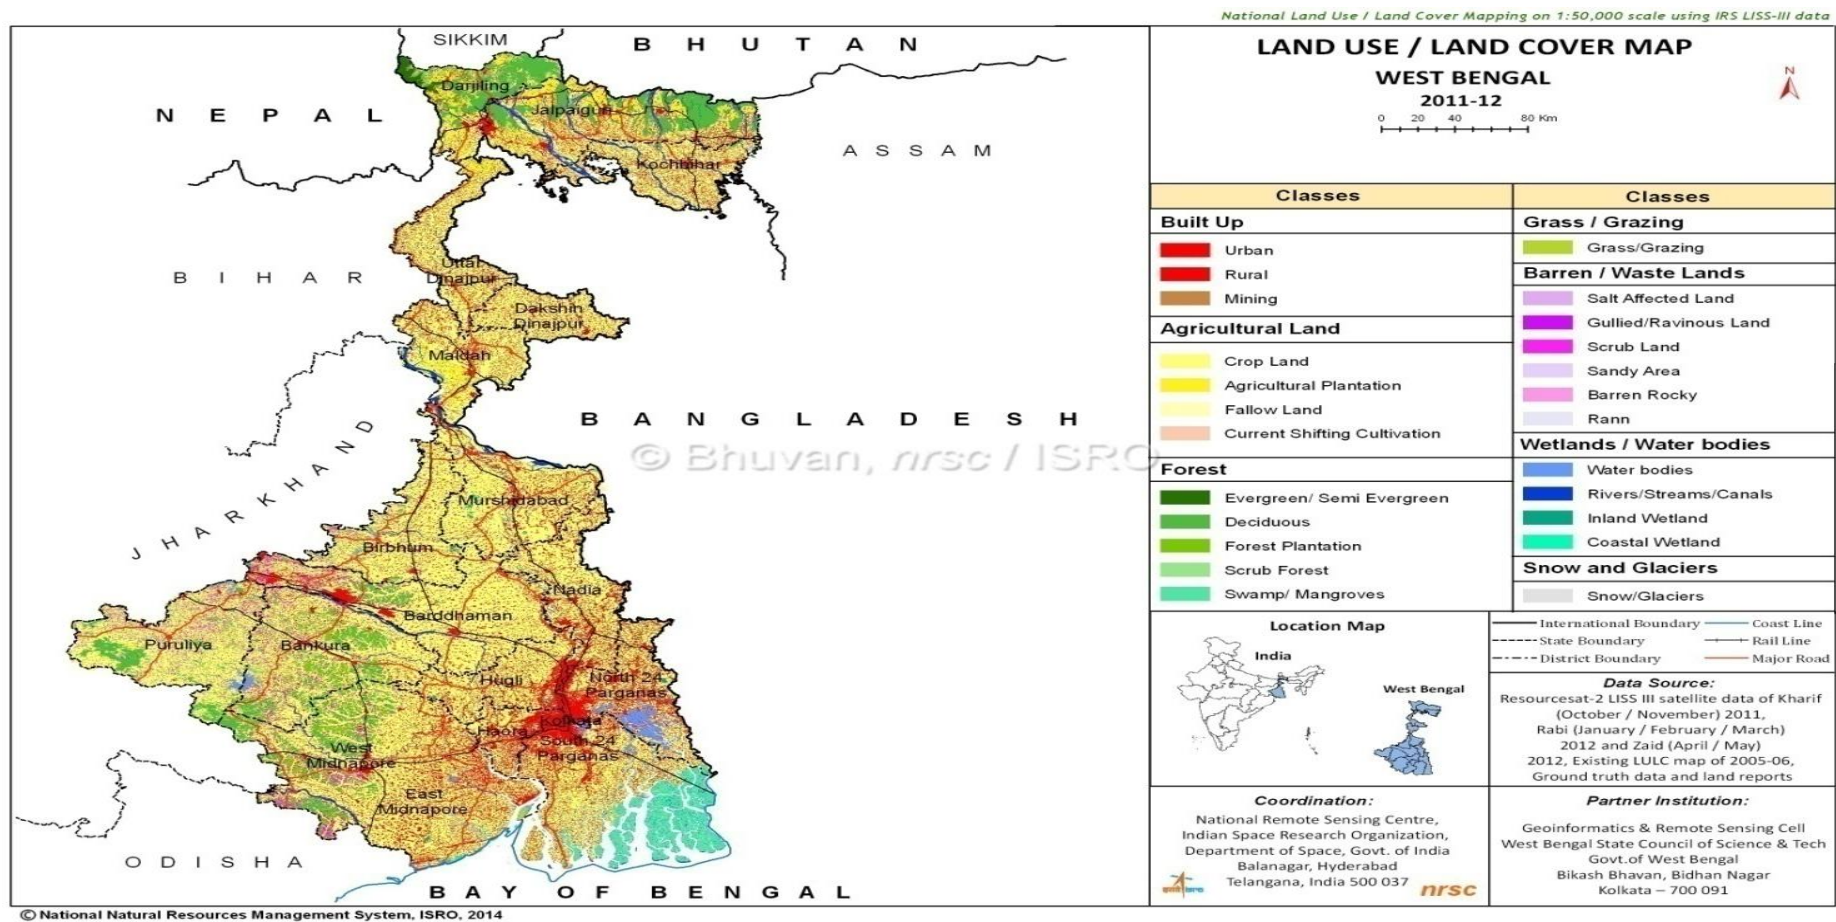 National Land Use / Land Cover Mapping on 1:50,000 scale using IRS LISS-III data
LAND USE / LAND COVER MAP
WEST BENGAL
2011-12
0 20 40 80 Km
N
SIKKIM
BHUTAN
NEPAL
Darjiling
Jalpaiguri
ASSAM
Kochbihar
BIHAR
Uttar
Dinajpur
Dakshin
Dinajpur
Maldah
BANGLADESH
JHARKHAND
© Bhuvan, nrsc / ISRO
Murshidabad
Birbhum
Nadia
Barddhaman
Puruliya
Bankura
Hugli
North 24
Parganas
Kolkata
Haora
South 24
Parganas
West
Midnapore
East
Midnapore
ODISHA
BAY OF BENGAL
Classes
Built Up
Urban
Rural
Mining
Agricultural Land
Crop Land
Agricultural Plantation
Fallow Land
Current Shifting Cultivation
Forest
Evergreen/ Semi Evergreen
Deciduous
Forest Plantation
Scrub Forest
Swamp/ Mangroves
Classes
Grass / Grazing
Grass/Grazing
Barren / Waste Lands
Salt Affected Land
Gullied/Ravinous Land
Scrub Land
Sandy Area
Barren Rocky
Rann
Wetlands / Water bodies
Water bodies
Rivers/Streams/Canals
Inland Wetland
Coastal Wetland
Snow and Glaciers
Snow/Glaciers
Location Map
India
West Bengal
International Boundary
Coast Line
State Boundary
Rail Line
District Boundary
Major Road
Data Source:
Resourcesat-2 LISS III satellite data of Kharif
(October / November) 2011,
Rabi (January / February / March)
2012 and Zaid (April / May)
2012, Existing LULC map of 2005-06,
Ground truth data and land reports
Coordination:
National Remote Sensing Centre,
Indian Space Research Organization,
Department of Space, Govt. of India
Balanagar, Hyderabad
Telangana, India 500 037
nrsc
Partner Institution:
Geoinformatics & Remote Sensing Cell
West Bengal State Council of Science & Tech
Govt.of West Bengal
Bikash Bhavan, Bidhan Nagar
Kolkata – 700 091
© National Natural Resources Management System, ISRO, 2014